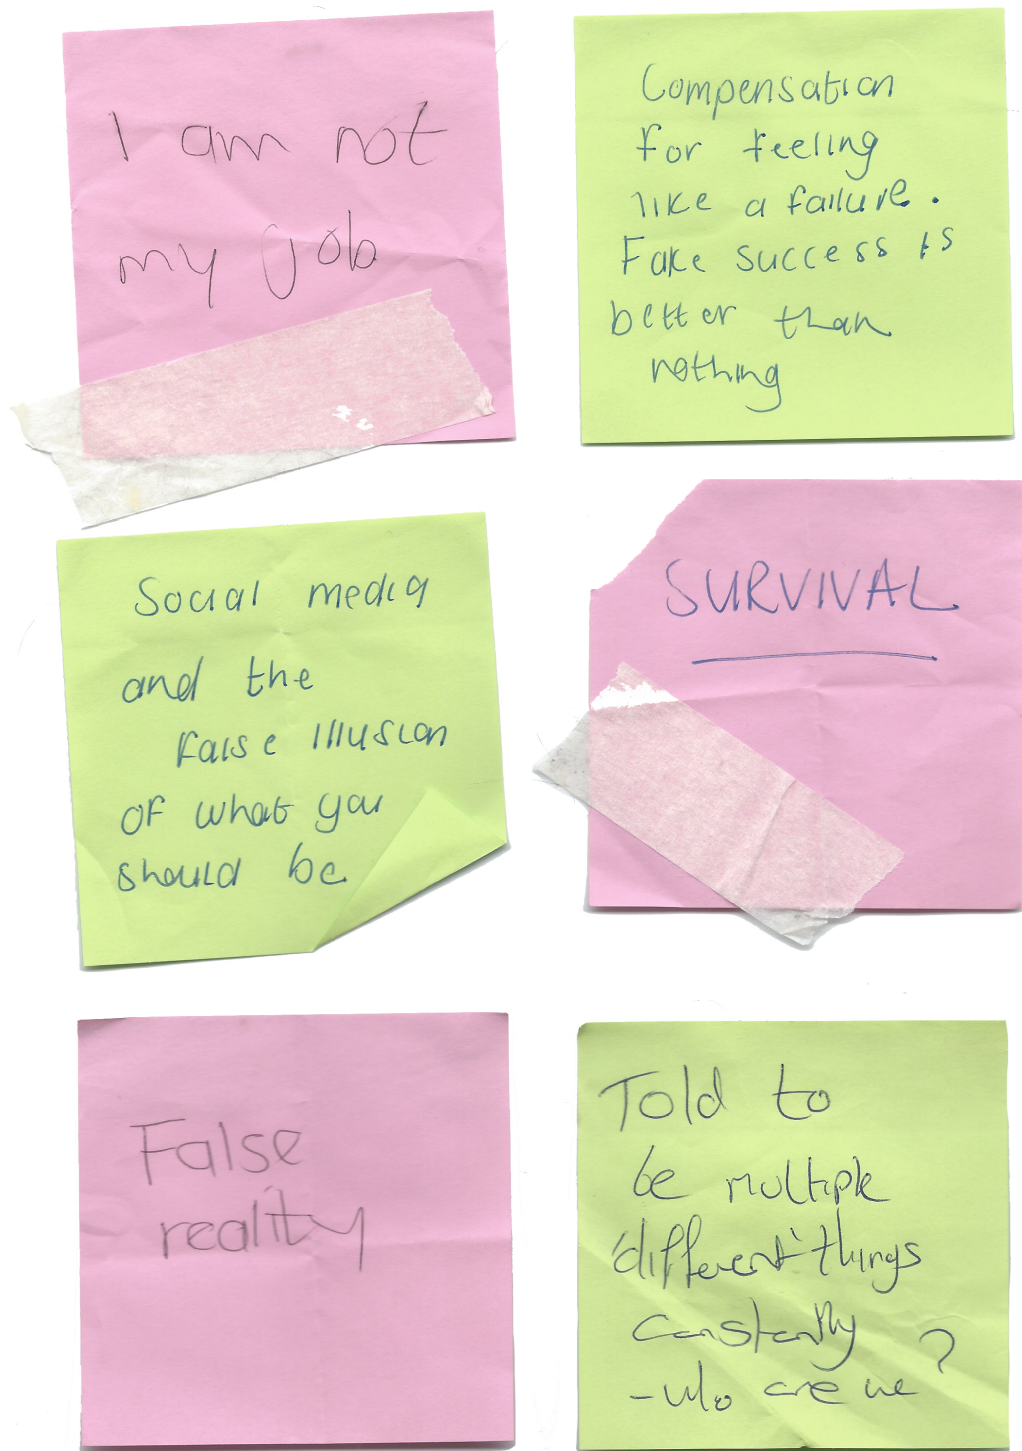 I am not
my job
Compensation
for feeling
like a failure.
Fake success is
better than
nothing
Social media
and the
false illusion
of what you
should be
SURVIVAL
False
reality
Told to
be multiple
'different' things
constantly
- who are we?